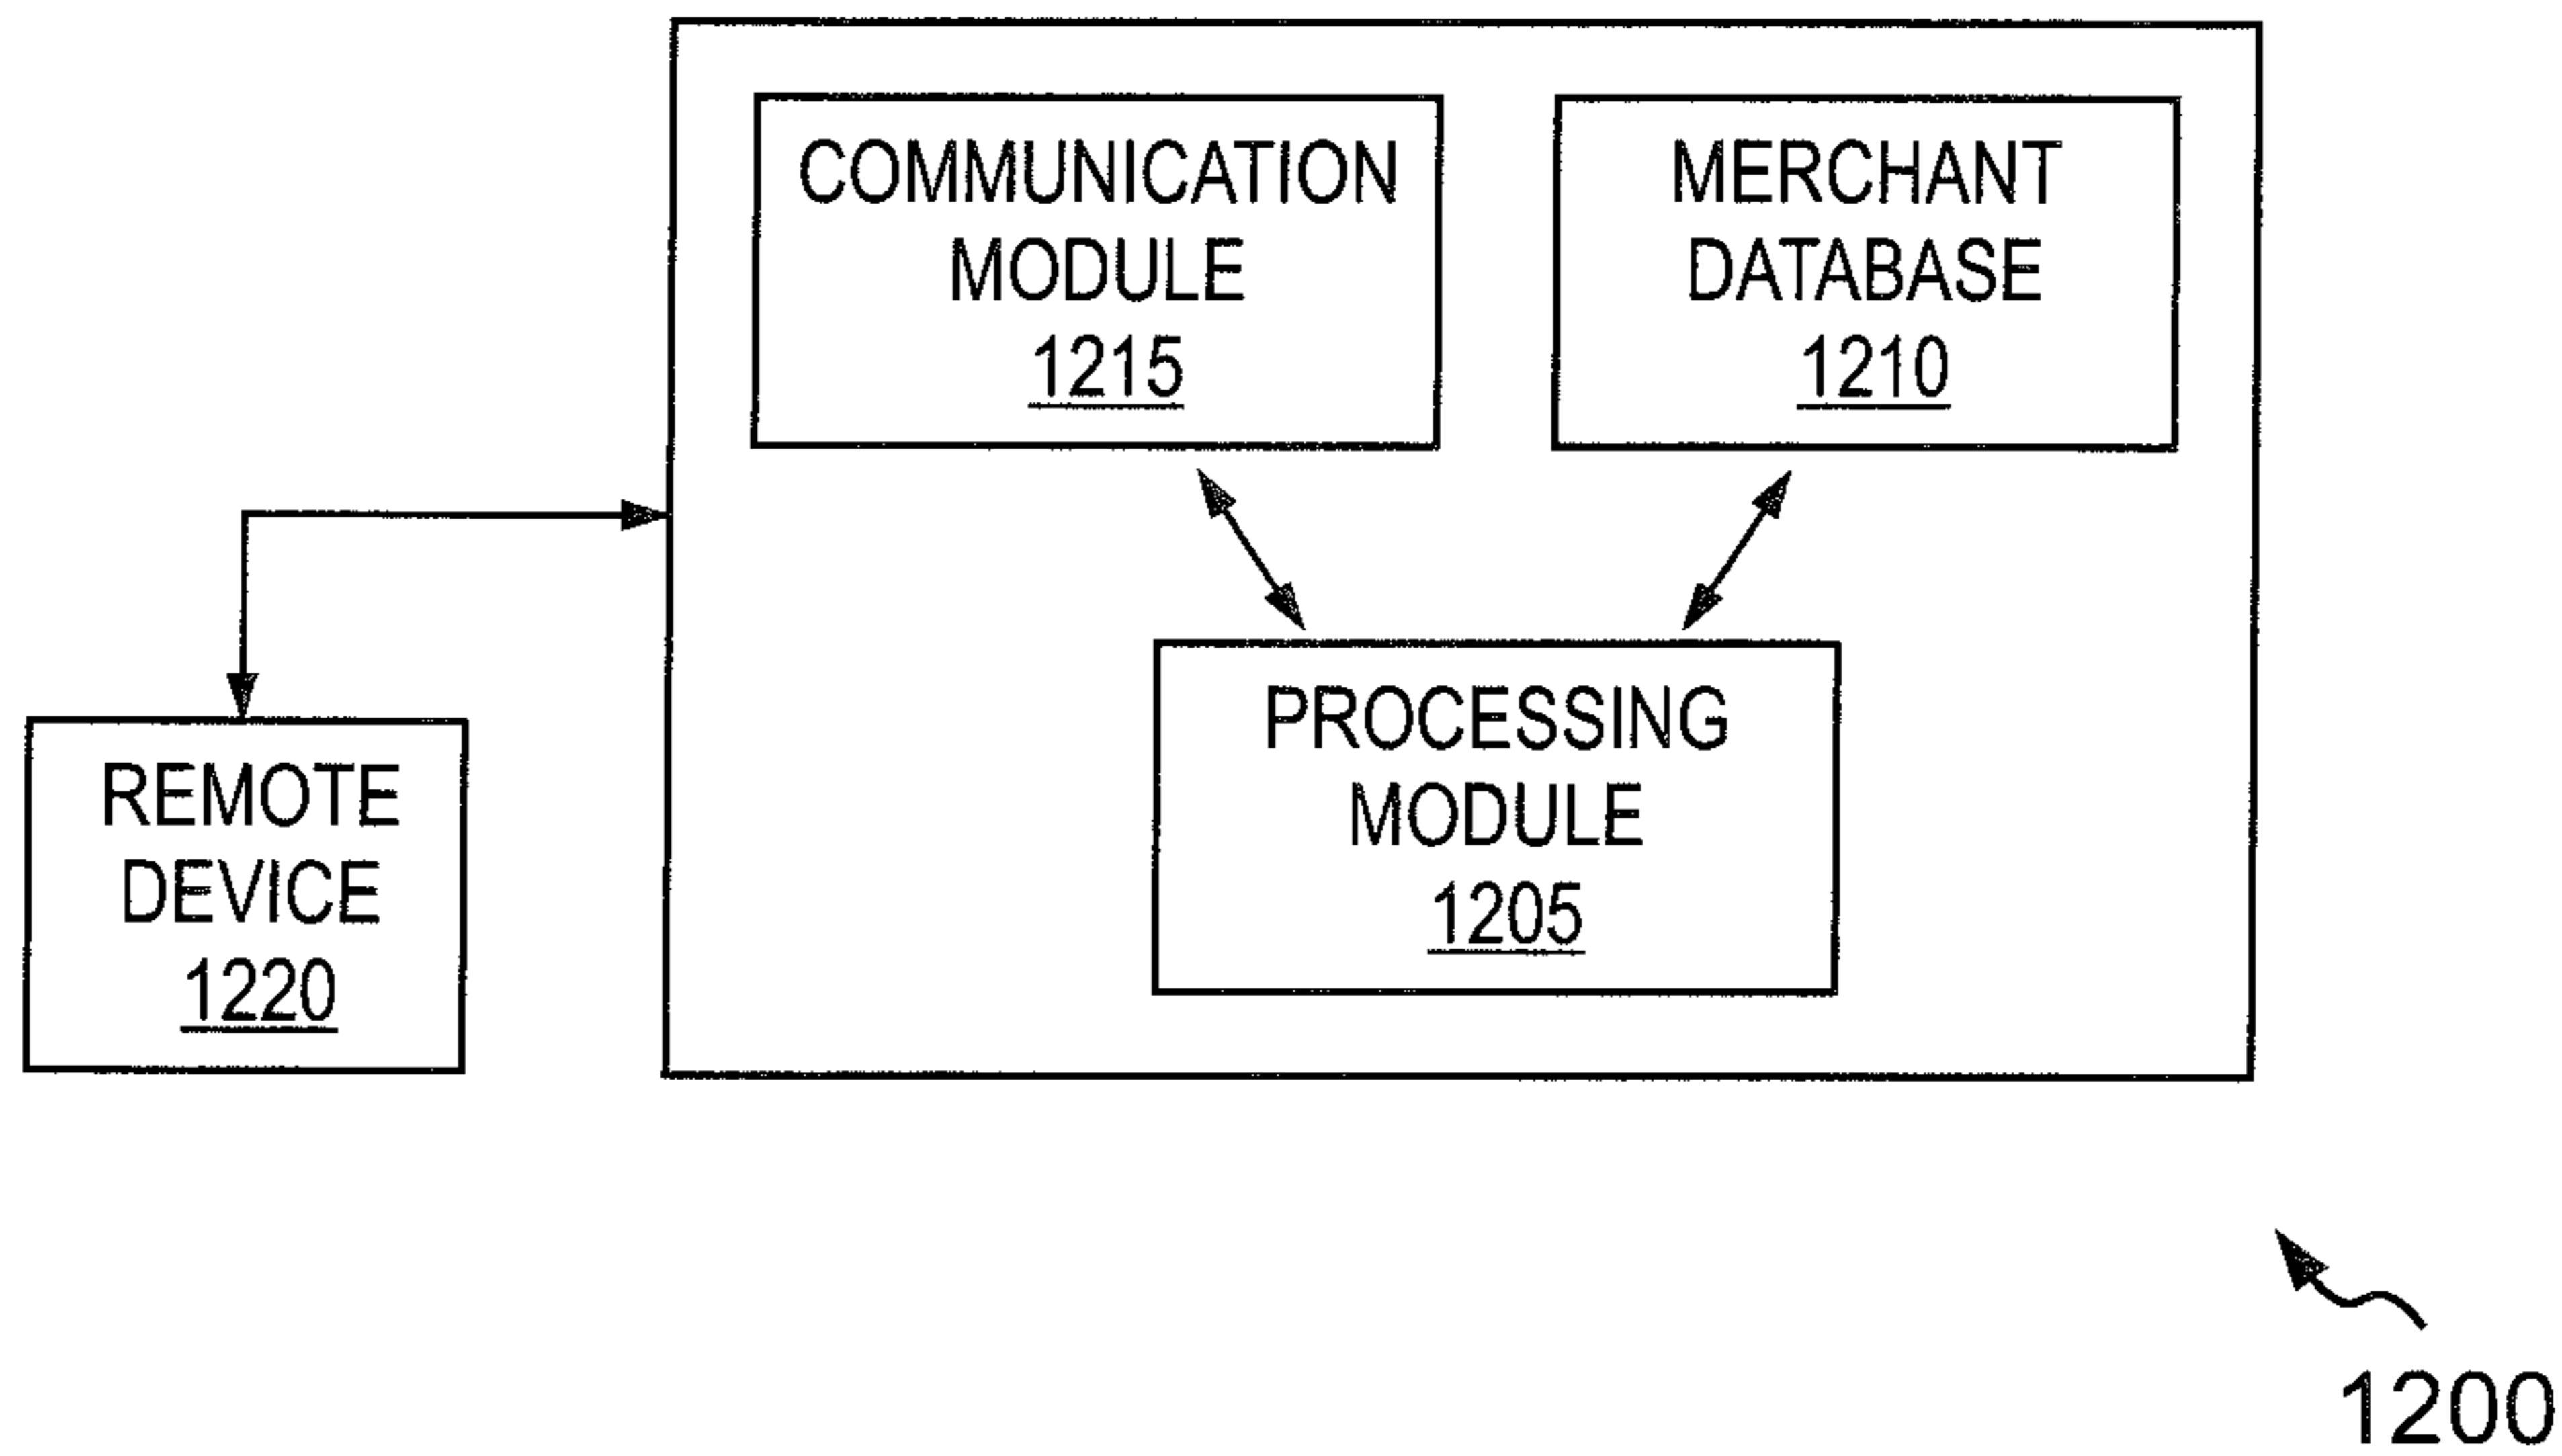 COMMUNICATION
MODULE
1215
MERCHANT
DATABASE
1210
PROCESSING
MODULE
1205
REMOTE
DEVICE
1220
1200